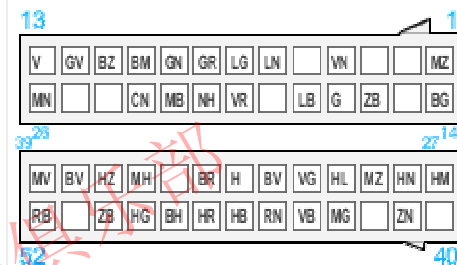 13 1
V GV BZ BM GN GR LG LN VN MZ
MN CN MB NH VR LB G ZB BG
39 26 27 14
MV BV HZ MH BR H BV VG HL MZ HN HM
RB ZB HG BH HR HB RN VB MG ZN
52 40
俱乐部